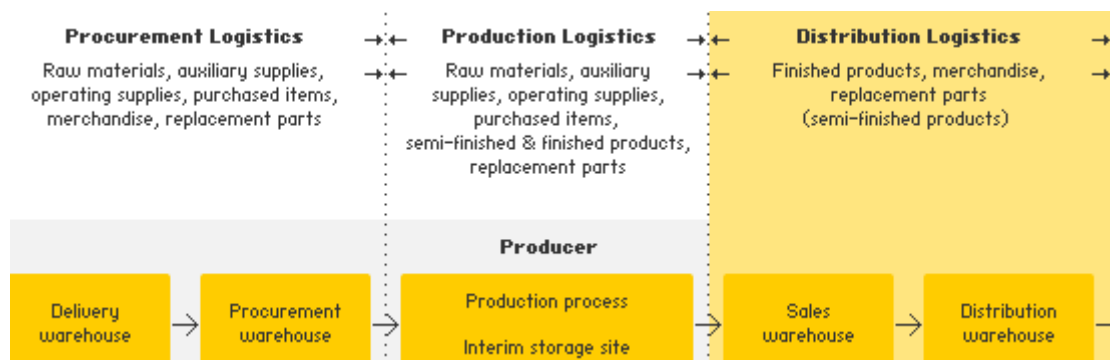 Procurement Logistics
Raw materials, auxiliary supplies,
operating supplies, purchased items,
merchandise, replacement parts
Production Logistics
Raw materials, auxiliary
supplies, operating supplies,
purchased items,
semi-finished & finished products,
replacement parts
Distribution Logistics
Finished products, merchandise,
replacement parts
(semi-finished products)
Producer
Delivery
warehouse
Procurement
warehouse
Production process
Interim storage site
Sales
warehouse
Distribution
warehouse